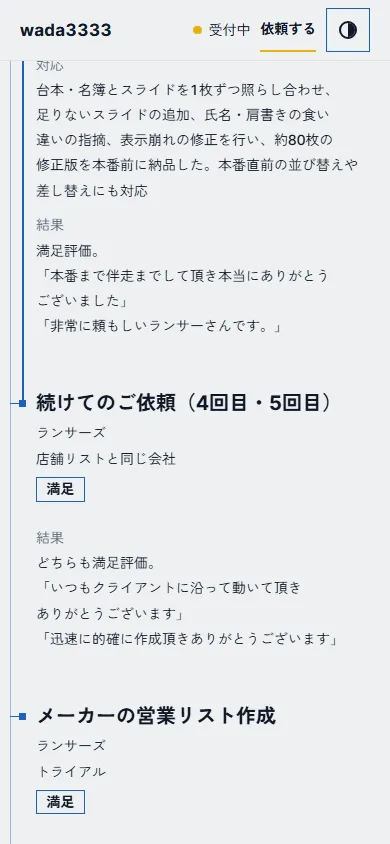 wada3333
受付中
依頼する
対応
台本・名簿とスライドを1枚ずつ照らし合わせ、
足りないスライドの追加、氏名・肩書きの食い
違いの指摘、表示崩れの修正を行い、約80枚の
修正版を本番前に納品した。本番直前の並び替えや
差し替えにも対応
結果
満足評価。
「本番まで伴走までして頂き本当にありがとう
ございました」
「非常に頼もしいランサーさんです。」
続けてのご依頼（4回目・5回目）
ランサーズ
店舗リストと同じ会社
満足
結果
どちらも満足評価。
「いつもクライアントに沿って動いて頂き
ありがとうございます」
「迅速に的確に作成頂きありがとうございます」
メーカーの営業リスト作成
ランサーズ
トライアル
満足